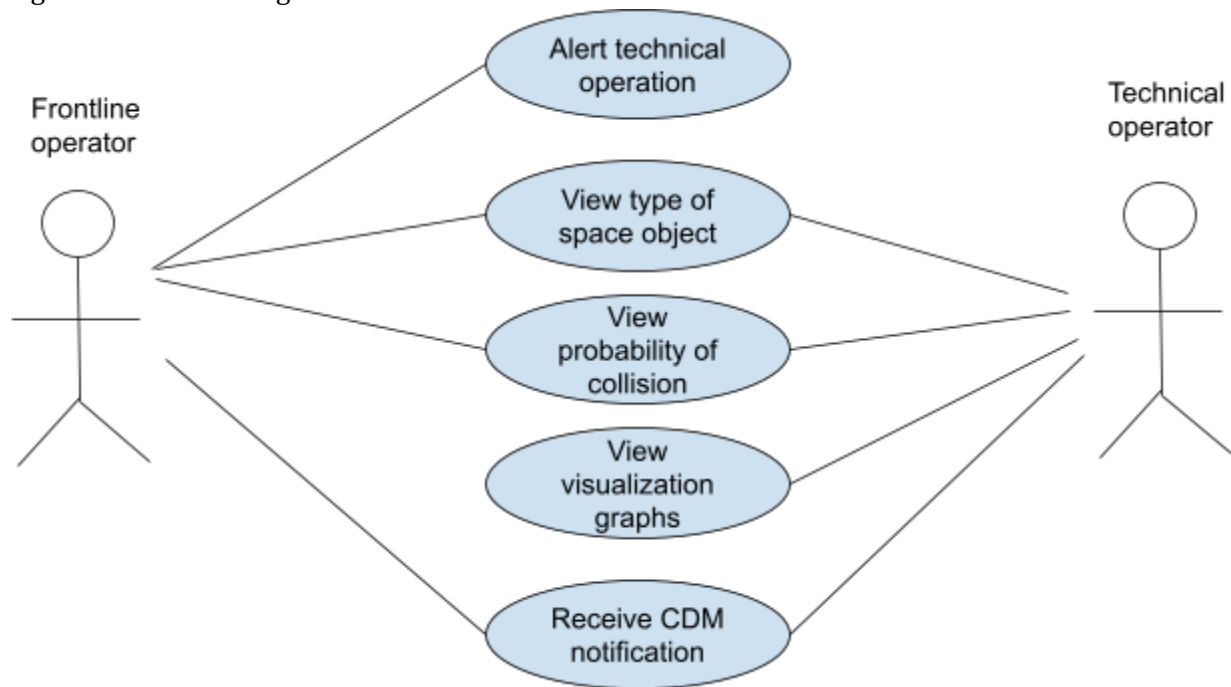 Alert technical
operation
Frontline
operator
Technical
operator
View type of
space object
View
probability of
collision
View
visualization
graphs
Receive CDM
notification